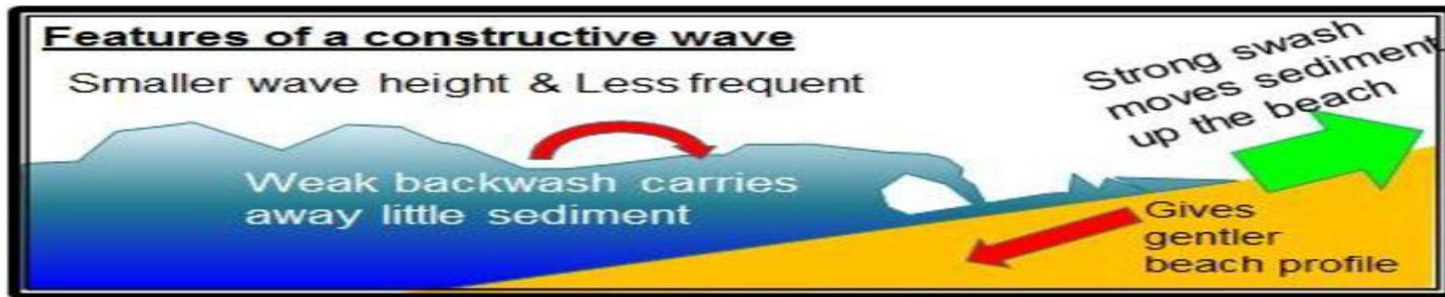 Features of a constructive wave
Smaller wave height & Less frequent
Strong swash
moves sediment
up the beach
Weak backwash carries
away little sediment
Gives
gentler
beach profile